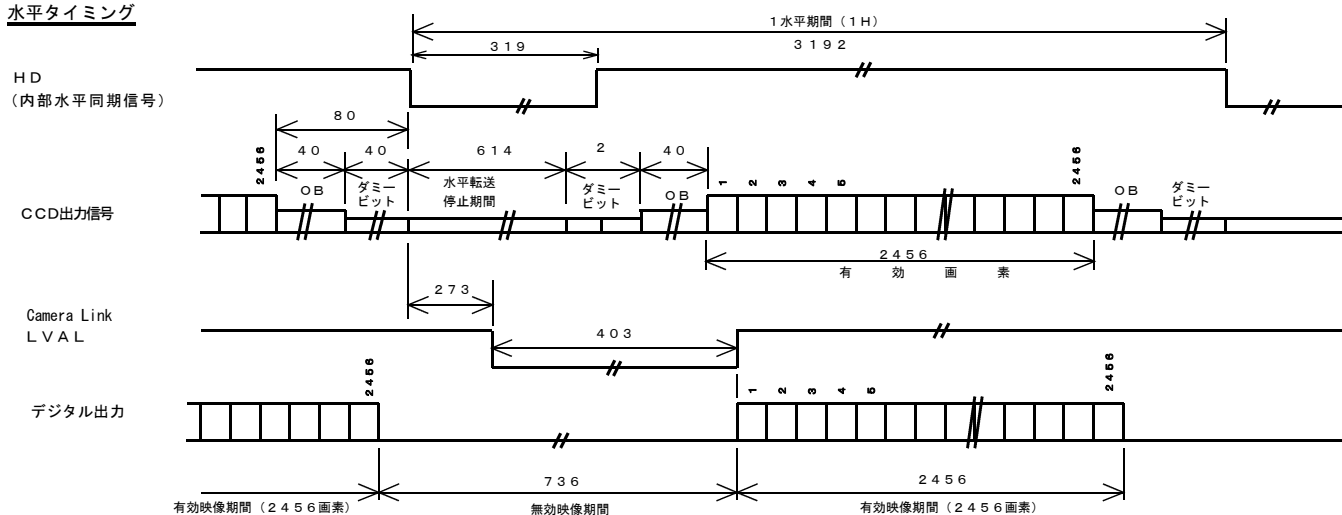 水平タイミング
1水平期間（1H）
319
3192
HD
（内部水平同期信号）
80
40 40 614 2 40
2456
OB
ダミー
ビット
水平転送
停止期間
ダミー
ビット
OB
1 2 3 4 5
2456
OB
ダミー
ビット
CCD出力信号
2456
有効画素
273
Camera Link
LVAL
403
2456
1 2 3 4 5
2456
デジタル出力
736
2456
有効映像期間（2456画素）
無効映像期間
有効映像期間（2456画素）